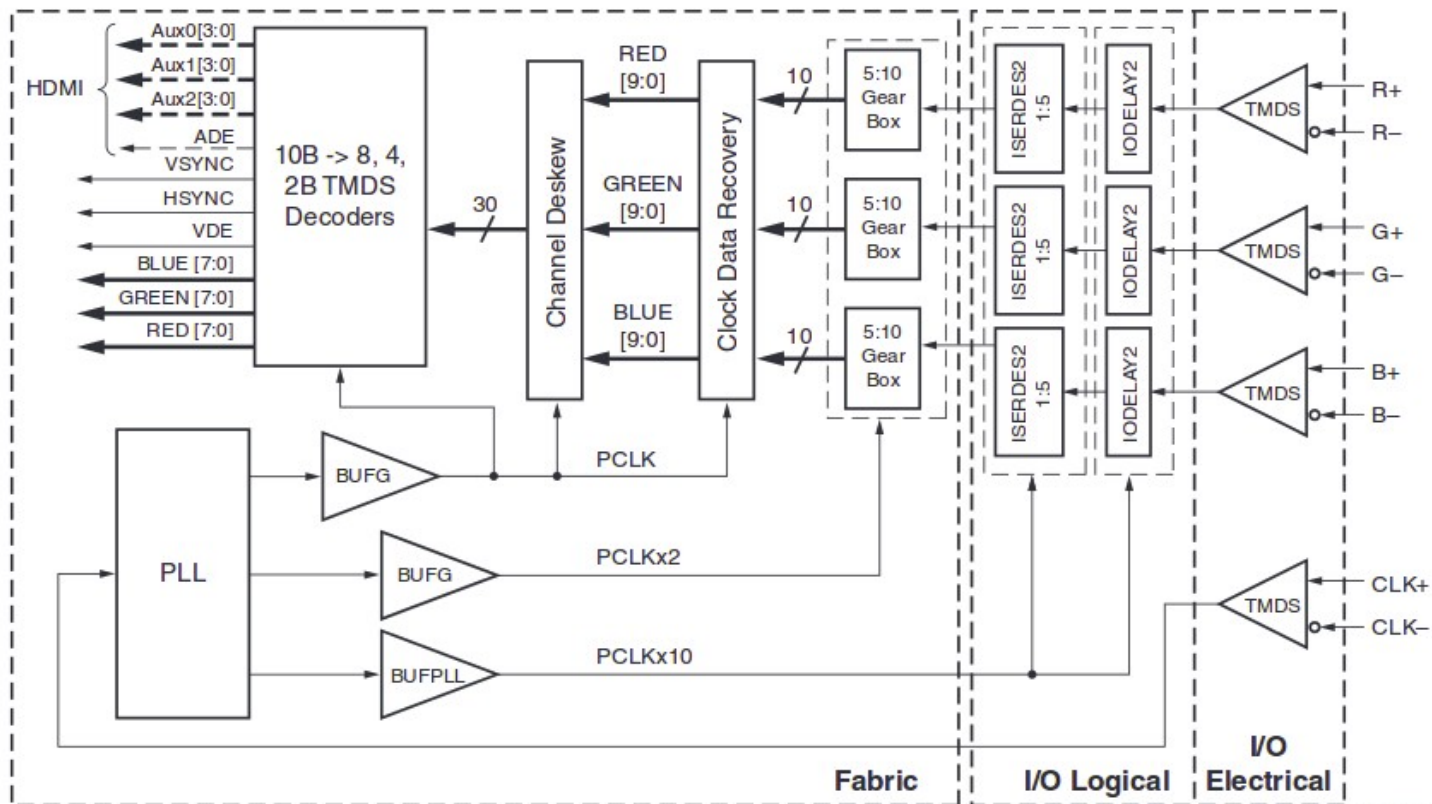 HDMI
Aux0[3:0]
Aux1[3:0]
Aux2[3:0]
ADE
VSYNC
HSYNC
VDE
BLUE [7:0]
GREEN [7:0]
RED [7:0]
10B -> 8, 4,
2B TMDS
Decoders
30
Channel Deskew
RED
[9:0]
GREEN
[9:0]
BLUE
[9:0]
Clock Data Recovery
10
10
10
5:10
Gear
Box
5:10
Gear
Box
5:10
Gear
Box
ISERDES2
1:5
ISERDES2
1:5
ISERDES2
1:5
IODELAY2
IODELAY2
IODELAY2
TMDS
R+
R–
TMDS
G+
G–
TMDS
B+
B–
PLL
BUFG
PCLK
BUFG
PCLKx2
BUFPLL
PCLKx10
TMDS
CLK+
CLK–
Fabric
I/O Logical
I/O
Electrical